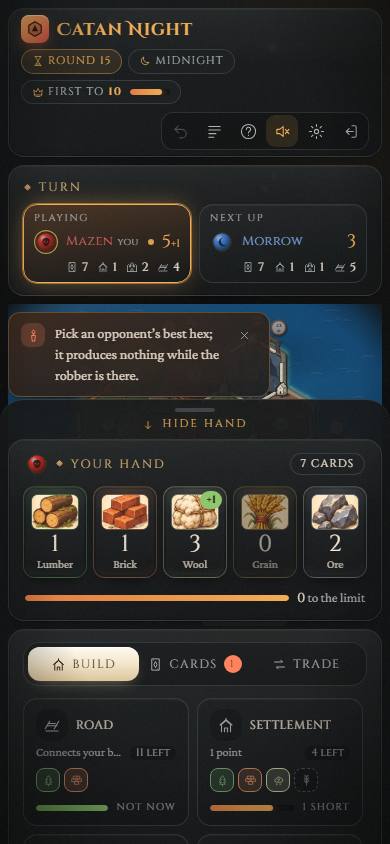 Catan Night
ROUND 15
MIDNIGHT
FIRST TO 10
TURN
PLAYING
Mazen YOU 5+1
7 1 2 4
NEXT UP
Morrow 3
7 1 1 5
Pick an opponent's best hex;
it produces nothing while the
robber is there.
HIDE HAND
YOUR HAND
7 CARDS
+1
1 1 3 0 2
Lumber Brick Wool Grain Ore
0 to the limit
BUILD CARDS 1 TRADE
ROAD
Connects your b... 11 LEFT
NOT NOW
SETTLEMENT
1 point 4 LEFT
1 SHORT